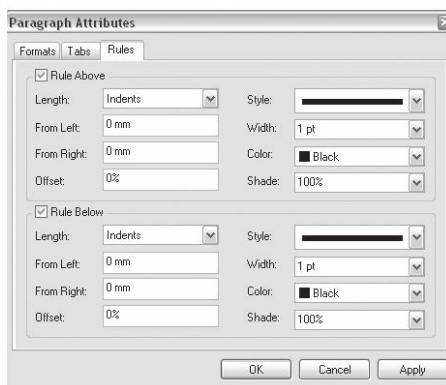 Paragraph Attributes
Formats Tabs Rules
Rule Above
Length: Indents Style:
From Left: 0 mm Width: 1 pt
From Right: 0 mm Color: Black
Offset: 0% Shade: 100%
Rule Below
Length: Indents Style:
From Left: 0 mm Width: 1 pt
From Right: 0 mm Color: Black
Offset: 0% Shade: 100%
OK Cancel Apply